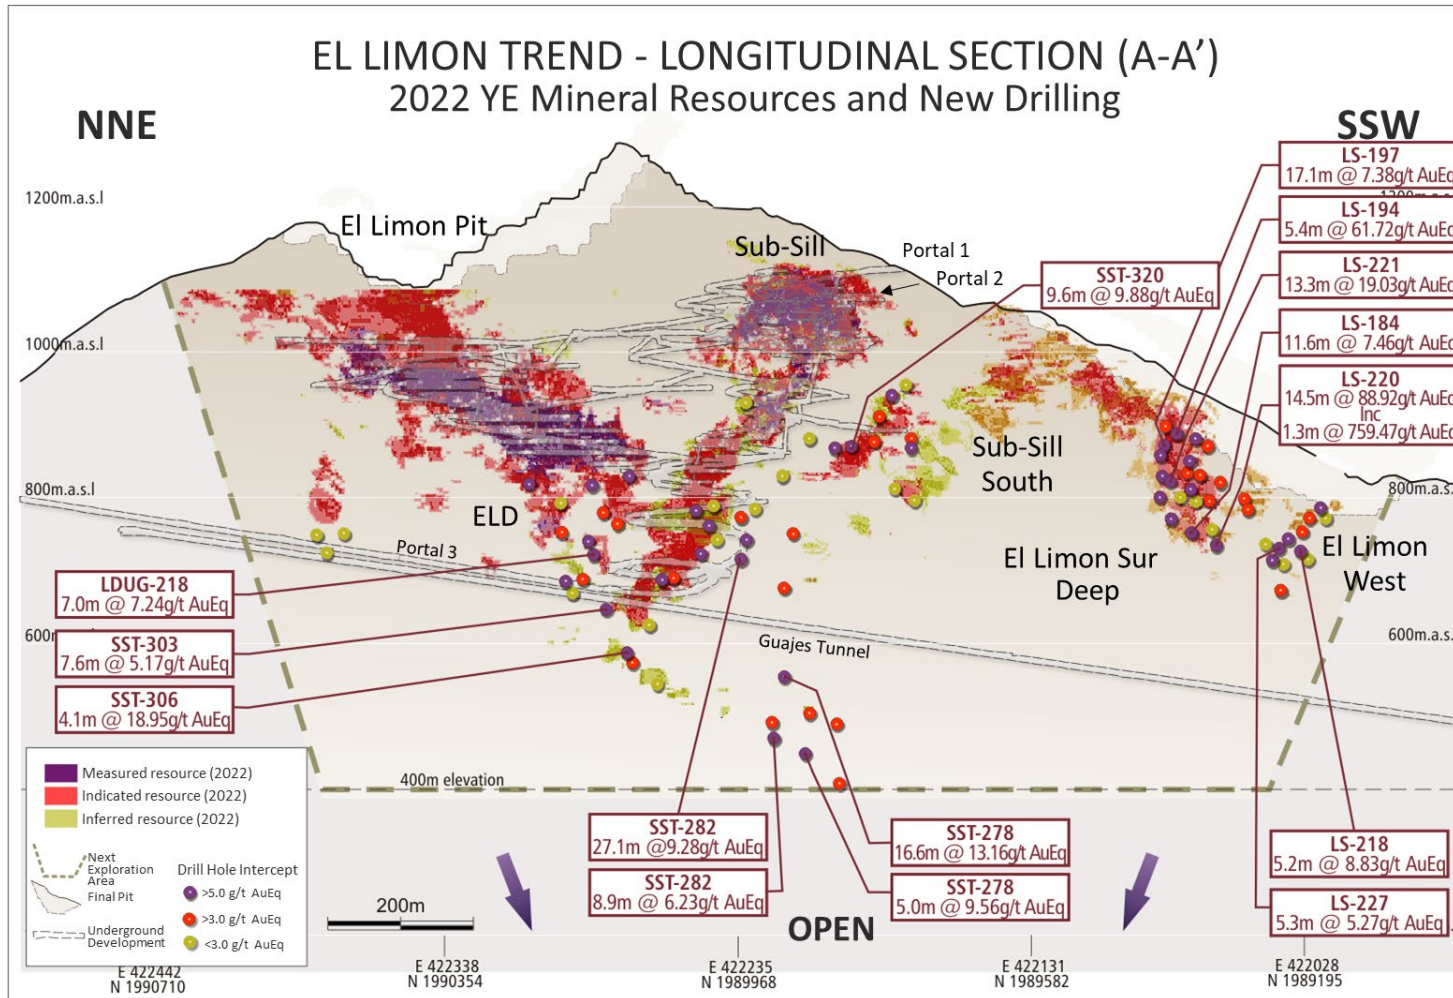 EL LIMON TREND - LONGITUDINAL SECTION (A-A’)
2022 YE Mineral Resources and New Drilling
NNE
SSW
1200m.a.s.l
El Limon Pit
Sub-Sill
Portal 1
Portal 2
SST-320
9.6m @ 9.88g/t AuEq
LS-197
17.1m @ 7.38g/t AuEq
LS-194
5.4m @ 61.72g/t AuEq
LS-221
13.3m @ 19.03g/t AuEq
LS-184
11.6m @ 7.46g/t AuEq
LS-220
14.5m @ 88.92g/t AuEq
Inc
1.3m @ 759.47g/t AuEq
1000m.a.s.l
Sub-Sill
South
800m.a.s.l
800m.a.s.l
ELD
Portal 3
El Limon Sur
Deep
El Limon
West
LDUG-218
7.0m @ 7.24g/t AuEq
SST-303
7.6m @ 5.17g/t AuEq
SST-306
4.1m @ 18.95g/t AuEq
600m.a.s.l
Guajes Tunnel
400m elevation
Measured resource (2022)
Indicated resource (2022)
Inferred resource (2022)
Next
Exploration
Area
Final Pit
Underground
Development
Drill Hole Intercept
>5.0 g/t AuEq
>3.0 g/t AuEq
<3.0 g/t AuEq
200m
SST-282
27.1m @9.28g/t AuEq
SST-282
8.9m @ 6.23g/t AuEq
SST-278
16.6m @ 13.16g/t AuEq
SST-278
5.0m @ 9.56g/t AuEq
LS-218
5.2m @ 8.83g/t AuEq
LS-227
5.3m @ 5.27g/t AuEq
OPEN
E 422442
N 1990710
E 422338
N 1990354
E 422235
N 1989968
E 422131
N 1989582
E 422028
N 1989195